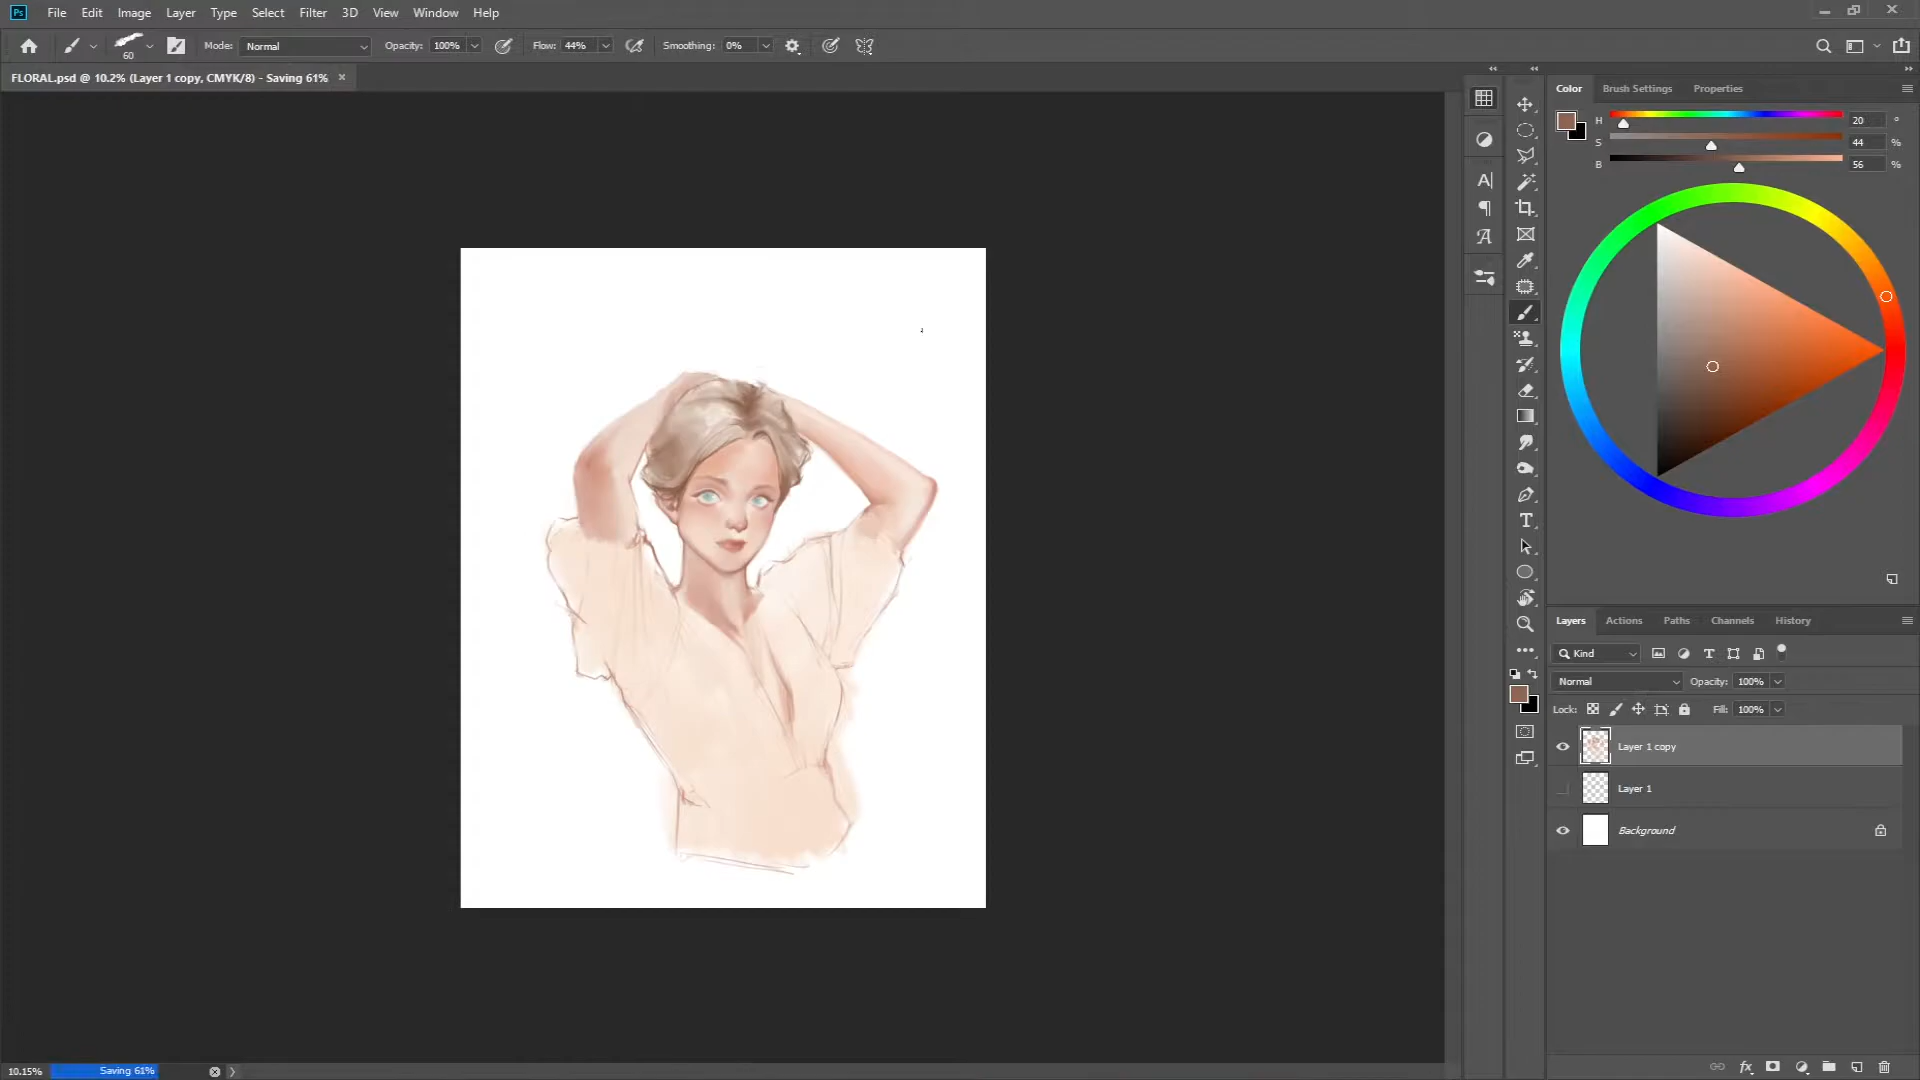 Ps File Edit Image Layer Type Select Filter 3D View Window Help
60 Mode: Normal Opacity: 100% Flow: 44% Smoothing: 0%
FLORAL.psd @ 10.2% (Layer 1 copy, CMYK/8) - Saving 61% ×
Color Brush Settings Properties
H 20 °
S 44 %
B 56 %
Layers Actions Paths Channels History
Kind
Normal Opacity: 100%
Lock: Fill: 100%
Layer 1 copy
Layer 1
Background
10.15% Saving 61%